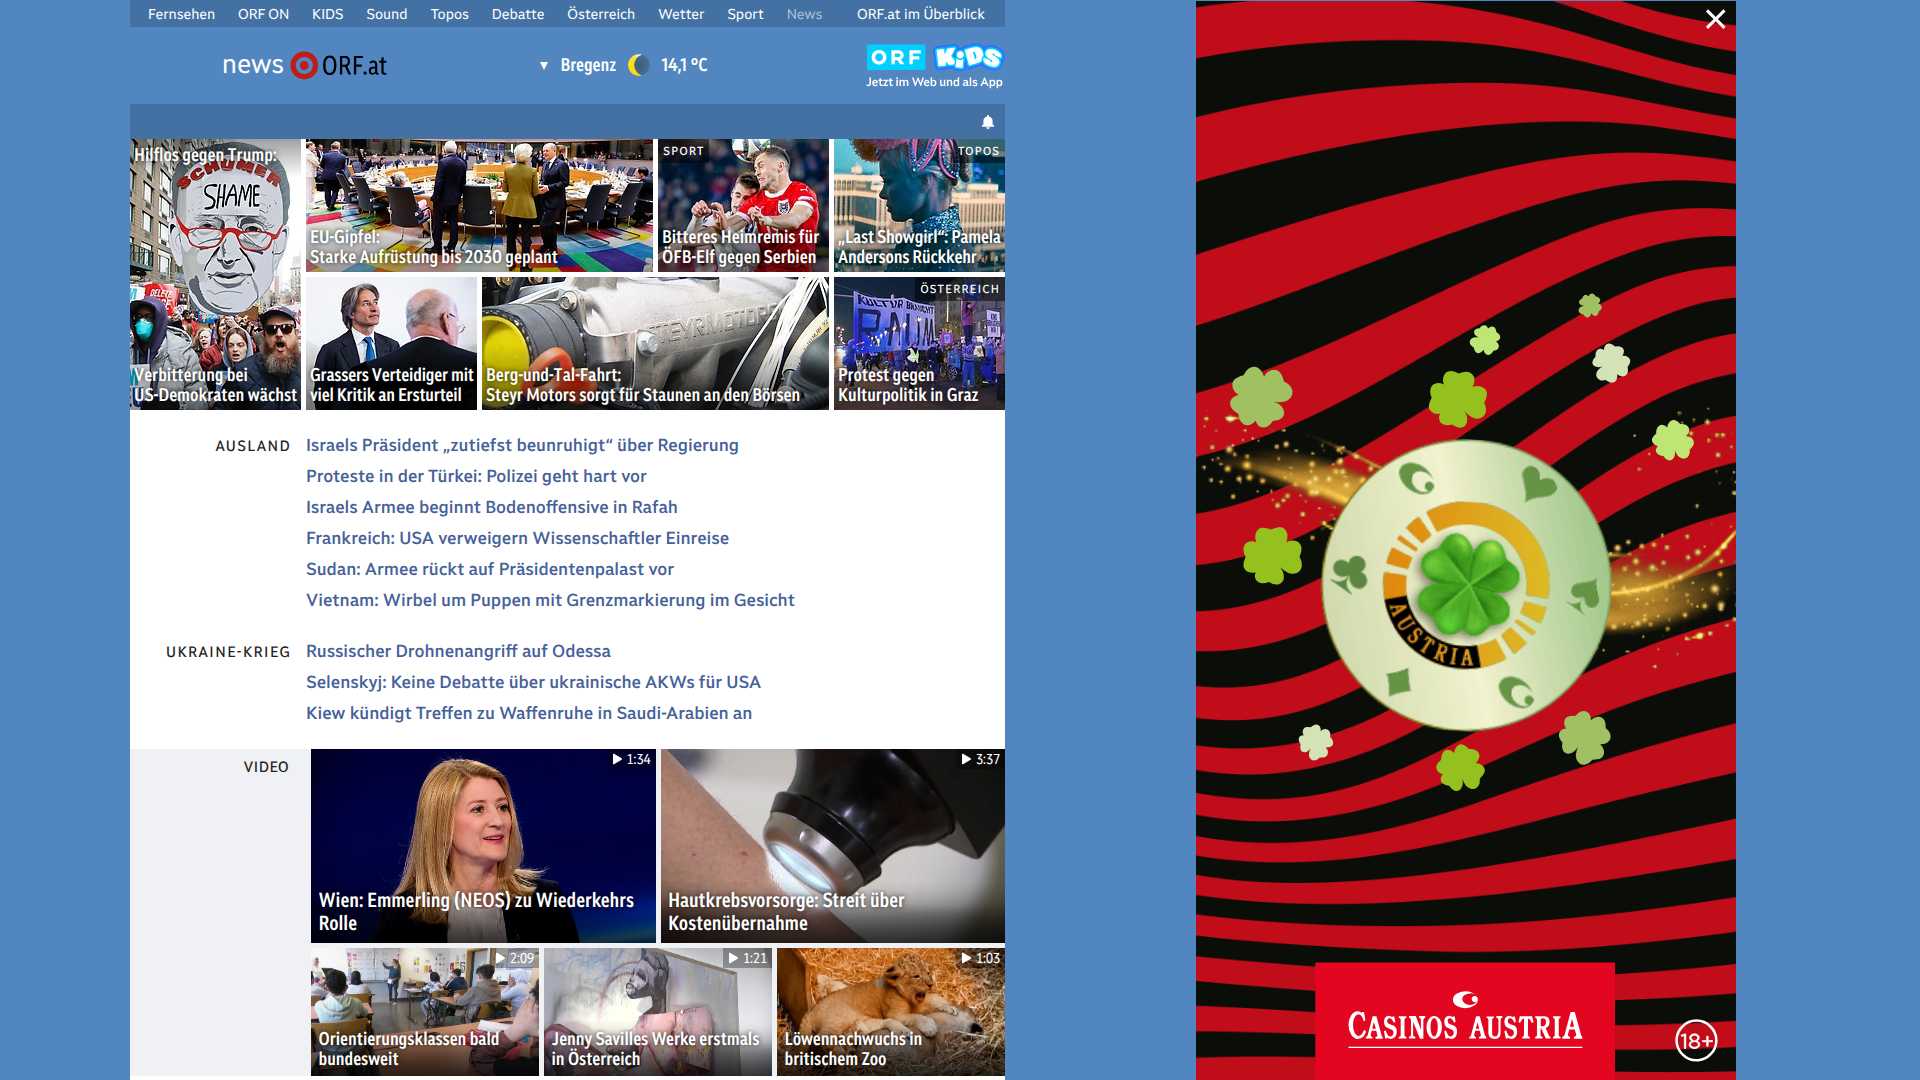 Fernsehen ORF ON KIDS Sound Topos Debatte Österreich Wetter Sport News ORF.at im Überblick
news ORF.at
▼ Bregenz 14,1 °C
ORF KiDS
Jetzt im Web und als App
Hilflos gegen Trump:
SCHUMER
SHAME
Verbitterung bei
US-Demokraten wächst
EU-Gipfel:
Starke Aufrüstung bis 2030 geplant
SPORT
Bitteres Heimremis für
ÖFB-Elf gegen Serbien
TOPOS
„Last Showgirl“: Pamela
Andersons Rückkehr
Grassers Verteidiger mit
viel Kritik an Ersturteil
STEYRMOTORS
Berg-und-Tal-Fahrt:
Steyr Motors sorgt für Staunen an den Börsen
ÖSTERREICH
KULTUR BRAUCHT
RAUM
Protest gegen
Kulturpolitik in Graz
AUSLAND
Israels Präsident „zutiefst beunruhigt“ über Regierung
Proteste in der Türkei: Polizei geht hart vor
Israels Armee beginnt Bodenoffensive in Rafah
Frankreich: USA verweigern Wissenschaftler Einreise
Sudan: Armee rückt auf Präsidentenpalast vor
Vietnam: Wirbel um Puppen mit Grenzmarkierung im Gesicht
UKRAINE-KRIEG
Russischer Drohnenangriff auf Odessa
Selenskyj: Keine Debatte über ukrainische AKWs für USA
Kiew kündigt Treffen zu Waffenruhe in Saudi-Arabien an
VIDEO
1:34
Wien: Emmerling (NEOS) zu Wiederkehrs
Rolle
3:37
Hautkrebsvorsorge: Streit über
Kostenübernahme
2:09
Orientierungsklassen bald
bundesweit
1:21
Jenny Savilles Werke erstmals
in Österreich
1:03
Löwennachwuchs in
britischem Zoo
AUSTRIA
CASINOS AUSTRIA
18+